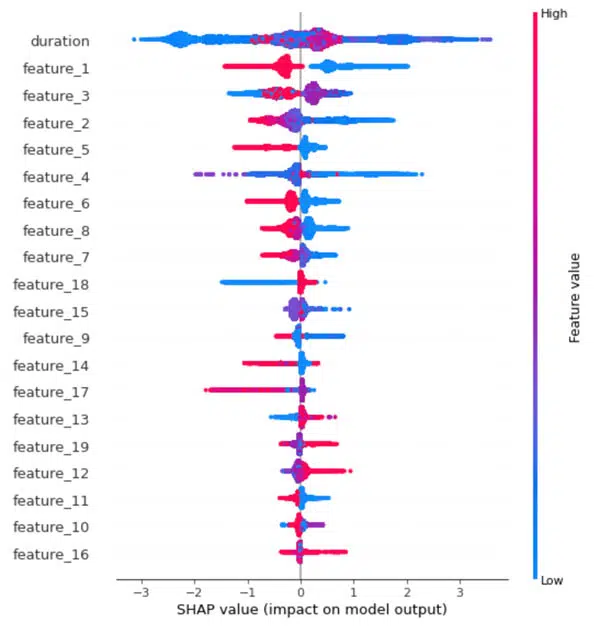 High
duration
feature_1
feature_3
feature_2
feature_5
feature_4
feature_6
feature_8
feature_7
feature_18
feature_15
feature_9
feature_14
feature_17
feature_13
feature_19
feature_12
feature_11
feature_10
feature_16
Feature value
Low
−3 −2 −1 0 1 2 3
SHAP value (impact on model output)